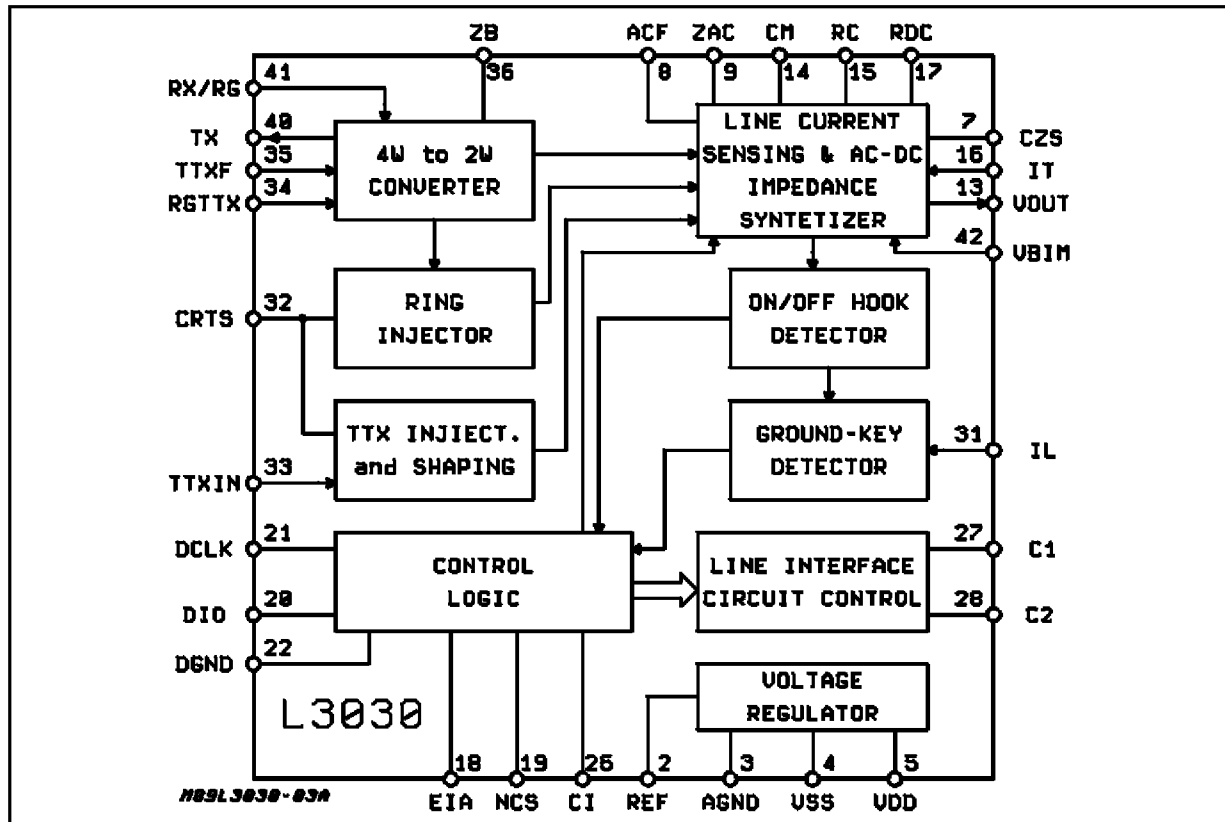 ZB ACF ZAC CM RC RDC
36 8 9 14 15 17
RX/RG 41
TX 40
TTXF 35
RGTTX 34
4W to 2W
CONVERTER
LINE CURRENT
SENSING & AC-DC
IMPEDANCE
SYNTETIZER
7 CZS
16 IT
13 VOUT
42 VBIM
CRTS 32
RING
INJECTOR
ON/OFF HOOK
DETECTOR
TTXIN 33
TTX INJIECT.
and SHAPING
GROUND-KEY
DETECTOR
31 IL
DCLK 21
DIO 20
DGND 22
CONTROL
LOGIC
LINE INTERFACE
CIRCUIT CONTROL
27 C1
28 C2
VOLTAGE
REGULATOR
L3030
18 19 26 2 3 4 5
EIA NCS CI REF AGND VSS VDD
M89L3030-03A